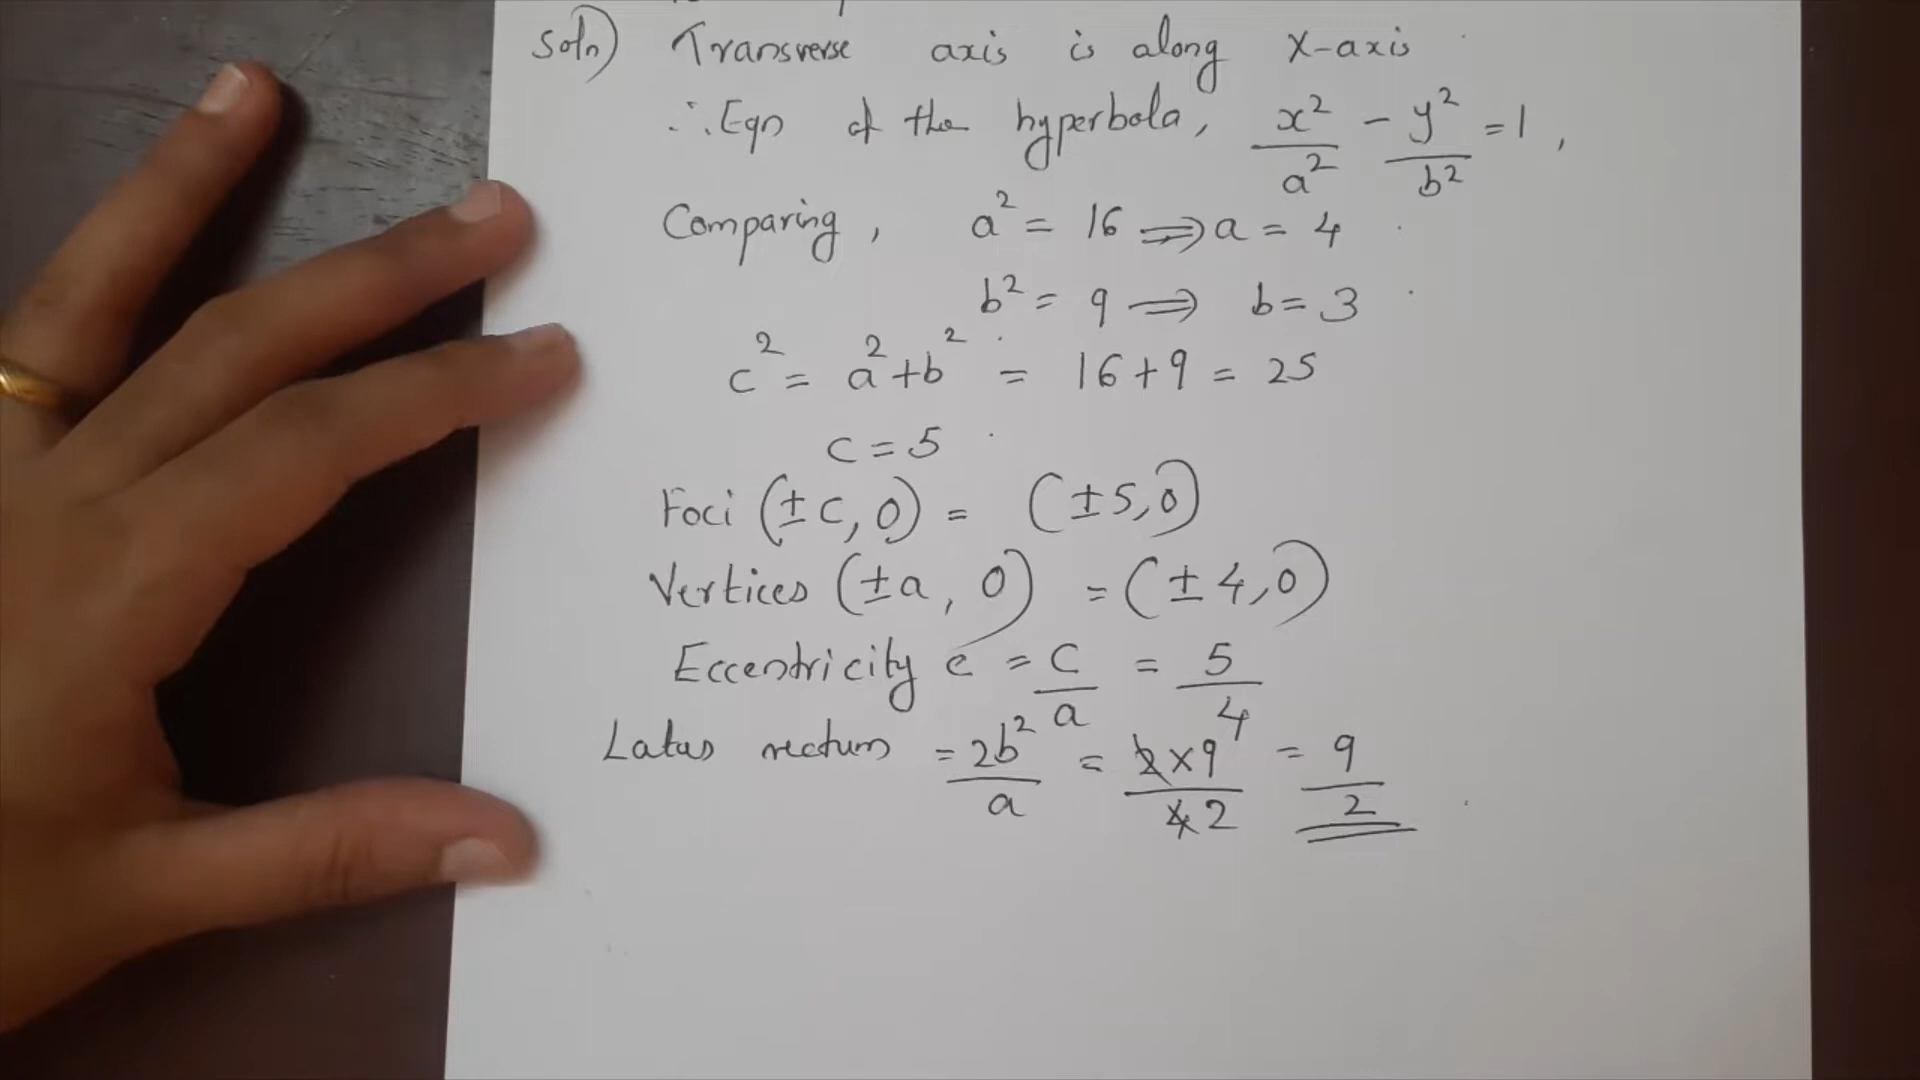 Soln) Transverse axis is along X-axis
∴ Eqn of the hyperbola, x²/a² - y²/b² = 1,
Comparing, a² = 16 ⟹ a = 4
b² = 9 ⟹ b = 3
c² = a² + b² = 16 + 9 = 25
c = 5
Foci (±c, 0) = (±5, 0)
Vertices (±a, 0) = (±4, 0)
Eccentricity e = c/a = 5/4
Latus rectum = 2b²/a = 2×9/4 2 = 9/2